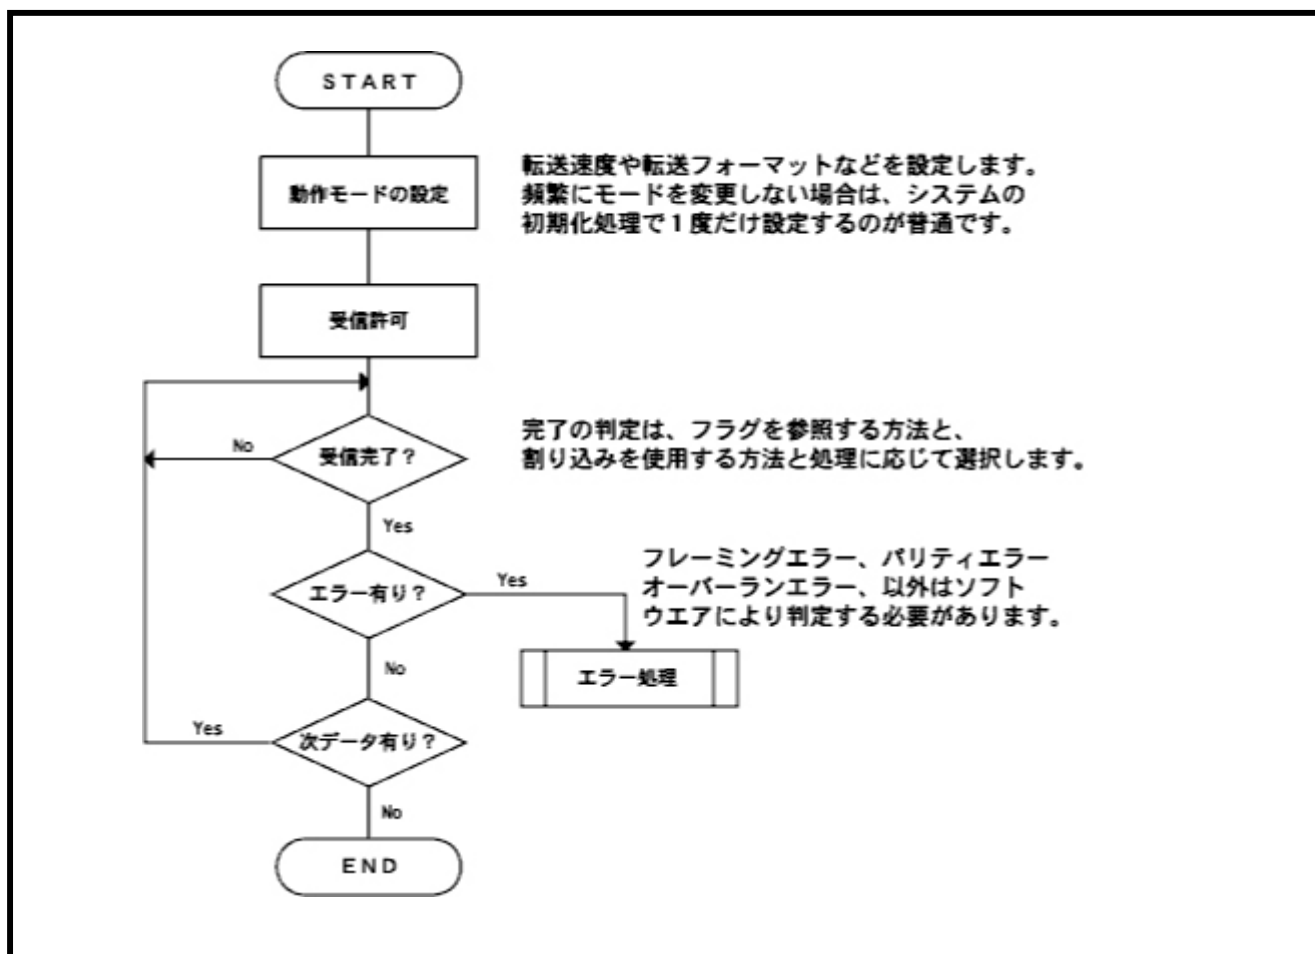 START
動作モードの設定
転送速度や転送フォーマットなどを設定します。
頻繁にモードを変更しない場合は、システムの
初期化処理で１度だけ設定するのが普通です。
受信許可
No
受信完了？
完了の判定は、フラグを参照する方法と、
割り込みを使用する方法と処理に応じて選択します。
Yes
エラー有り？
Yes
フレーミングエラー、パリティエラー
オーバーランエラー、以外はソフト
ウエアにより判定する必要があります。
No
エラー処理
Yes
次データ有り？
No
END